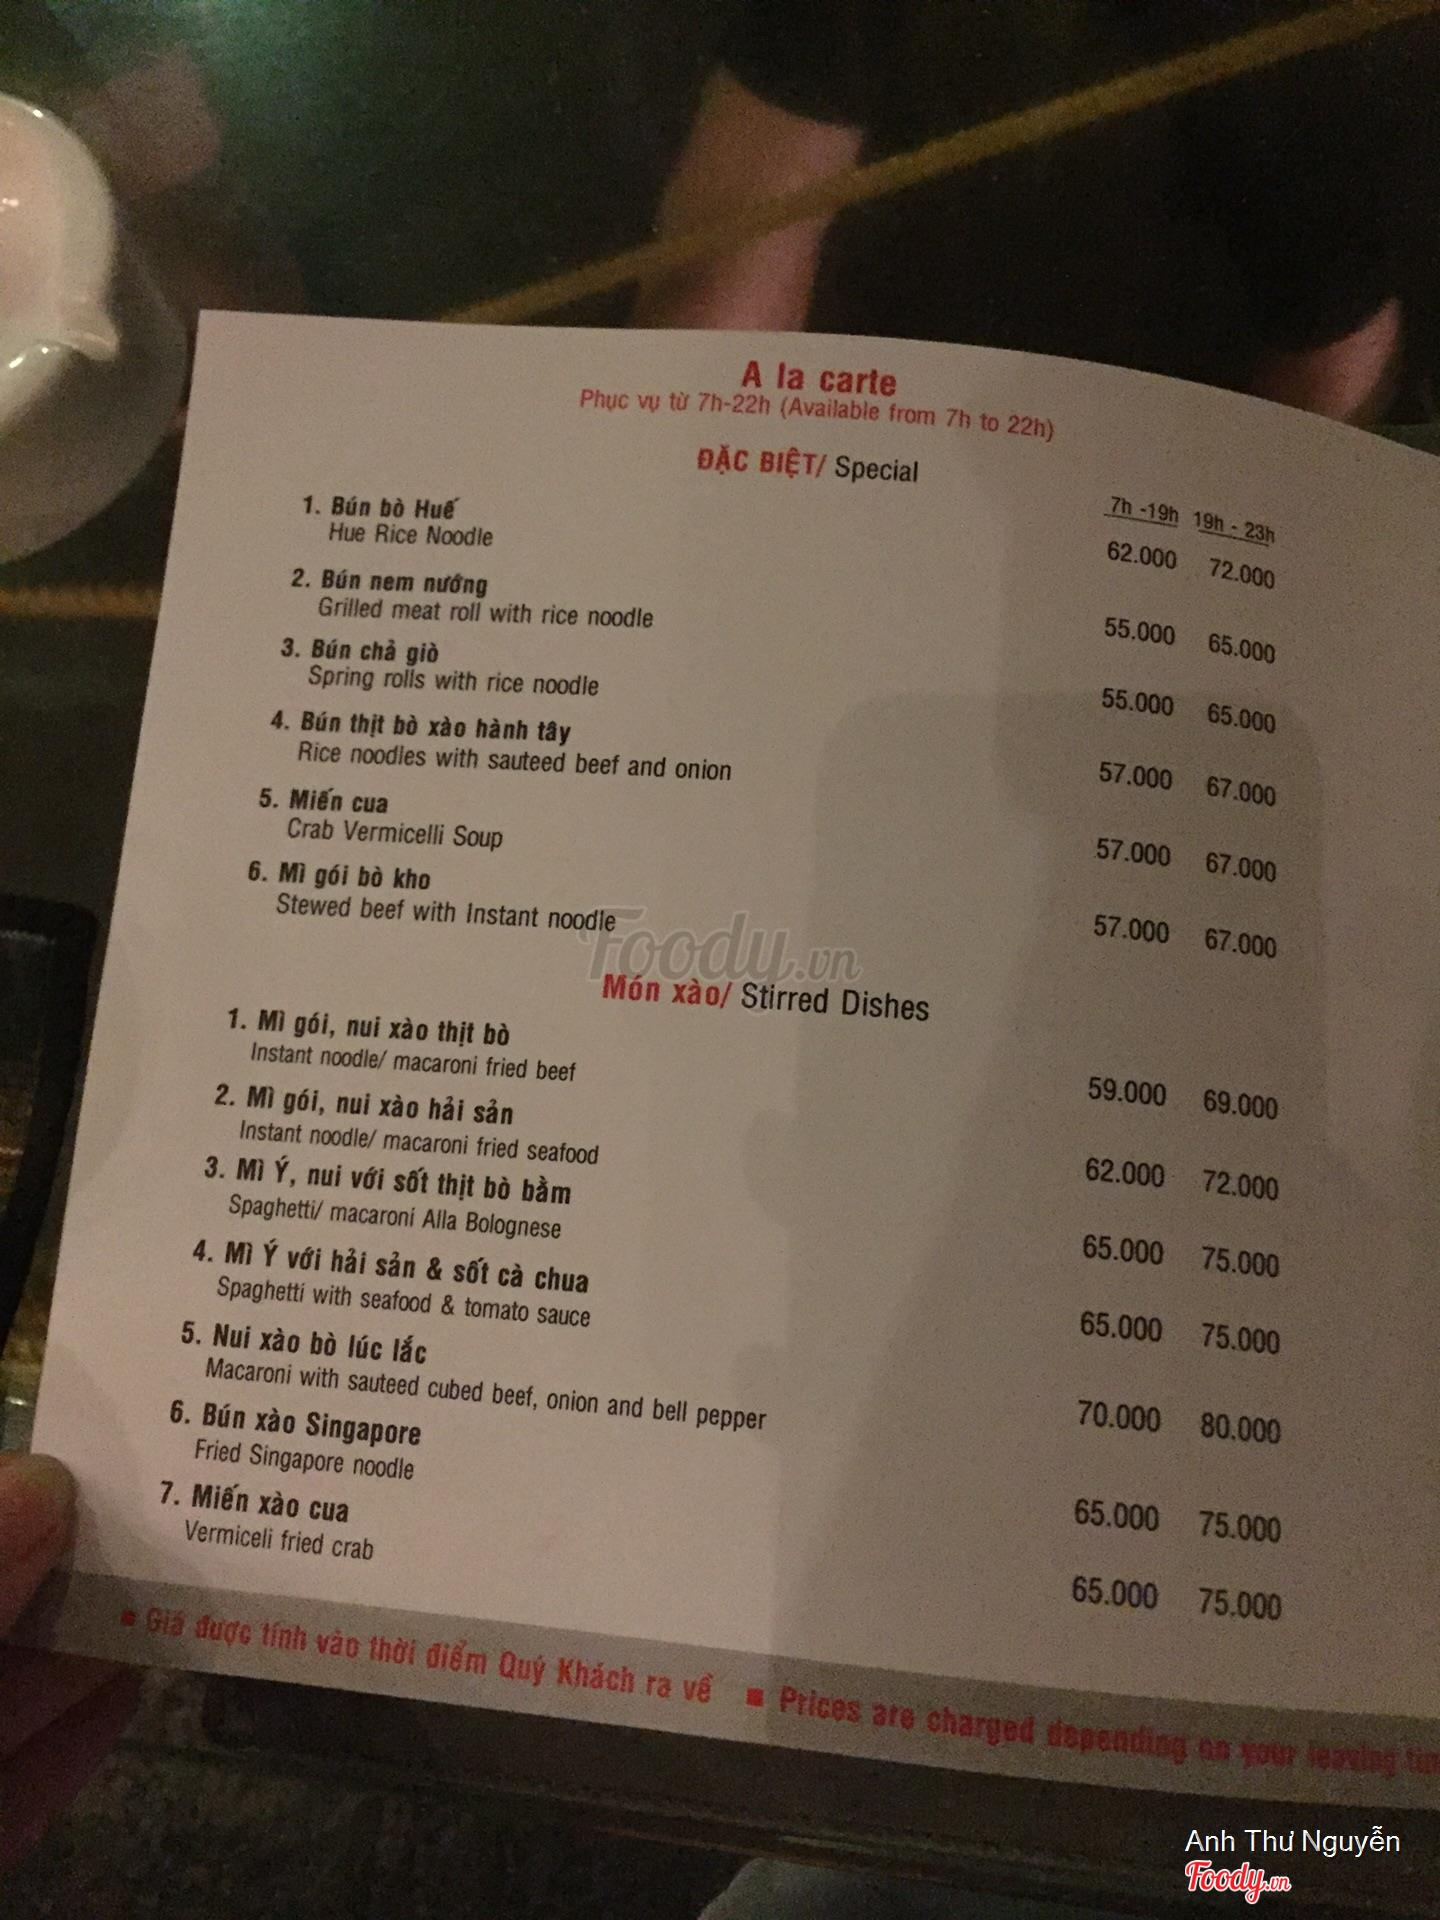 A la carte
Phục vụ từ 7h-22h (Available from 7h to 22h)
ĐẶC BIỆT/ Special
7h -19h 19h - 23h
1. Bún bò Huế 62.000 72.000
Hue Rice Noodle
2. Bún nem nướng 55.000 65.000
Grilled meat roll with rice noodle
3. Bún chả giò 55.000 65.000
Spring rolls with rice noodle
4. Bún thịt bò xào hành tây 57.000 67.000
Rice noodles with sauteed beef and onion
5. Miến cua 57.000 67.000
Crab Vermicelli Soup
6. Mì gói bò kho 57.000 67.000
Stewed beef with Instant noodle
Foody.vn
Món xào/ Stirred Dishes
1. Mì gói, nui xào thịt bò 59.000 69.000
Instant noodle/ macaroni fried beef
2. Mì gói, nui xào hải sản 62.000 72.000
Instant noodle/ macaroni fried seafood
3. Mì Ý, nui với sốt thịt bò bằm 65.000 75.000
Spaghetti/ macaroni Alla Bolognese
4. Mì Ý với hải sản & sốt cà chua 65.000 75.000
Spaghetti with seafood & tomato sauce
5. Nui xào bò lúc lắc 70.000 80.000
Macaroni with sauteed cubed beef, onion and bell pepper
6. Bún xào Singapore 65.000 75.000
Fried Singapore noodle
7. Miến xào cua 65.000 75.000
Vermiceli fried crab
▪ Giá được tính vào thời điểm Quý Khách ra về ▪ Prices are charged depending on your leaving
Anh Thư Nguyễn
Foody.vn